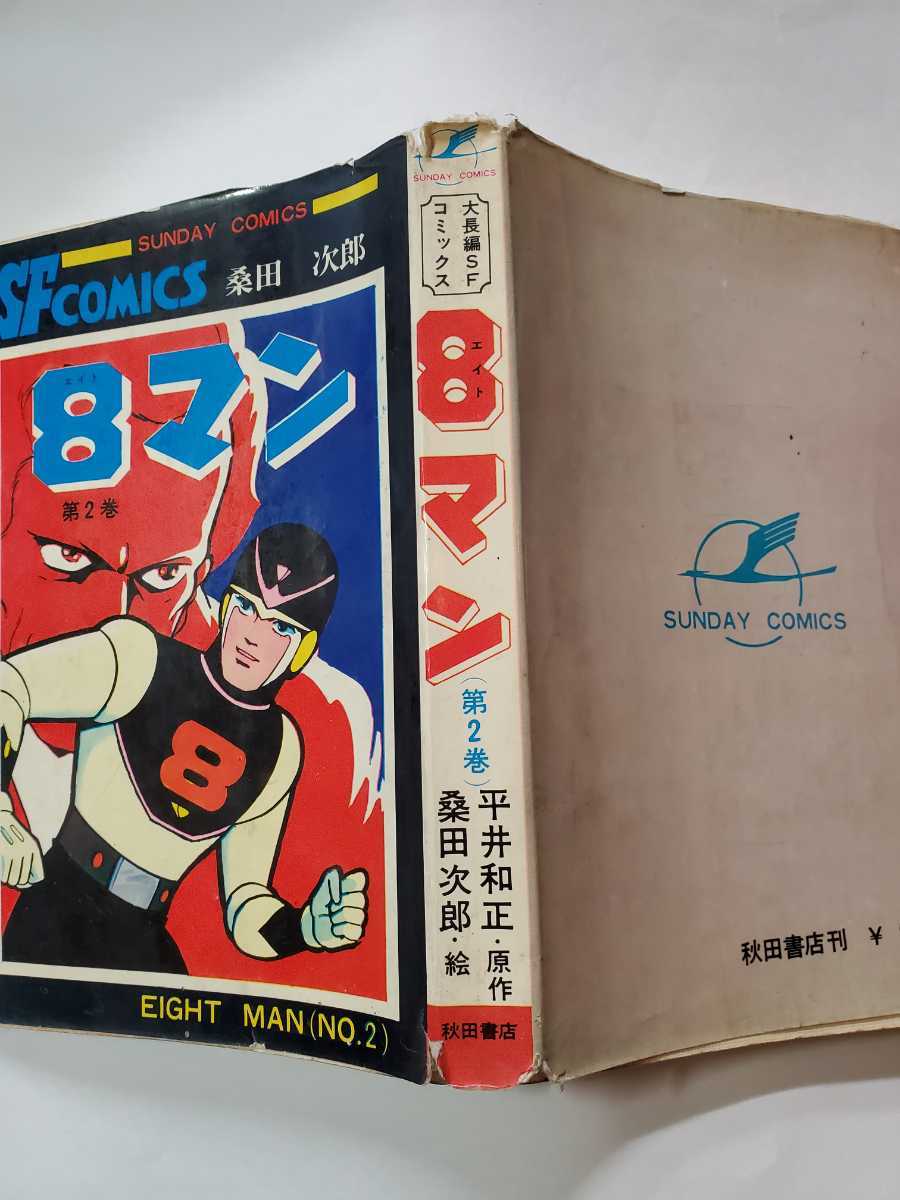 SUNDAY COMICS
SF COMICS
桑田 次郎
エイト
8マン
第2巻
8
EIGHT MAN (NO.2)
SUNDAY COMICS
大長編SF
コミックス
エイト
8マン
(第2巻)
平井和正・原作
桑田次郎・絵
秋田書店
SUNDAY COMICS
秋田書店刊 ¥